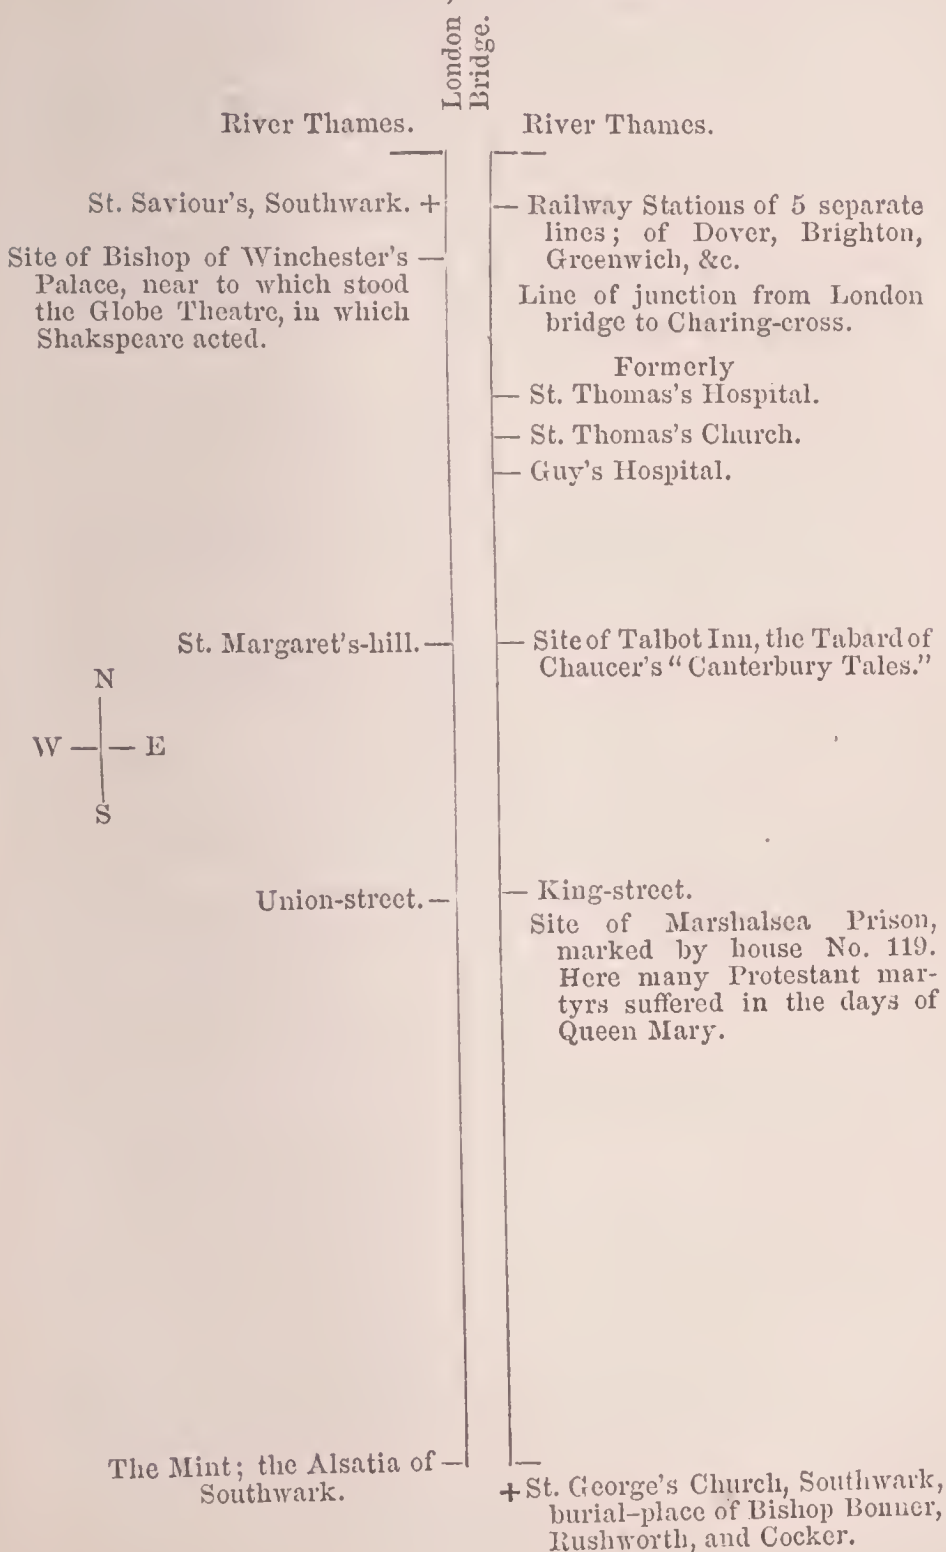 London
Bridge.
River Thames.
River Thames.
St. Saviour's, Southwark. +
Site of Bishop of Winchester's —
Palace, near to which stood
the Globe Theatre, in which
Shakspeare acted.
— Railway Stations of 5 separate
lines; of Dover, Brighton,
Greenwich, &c.
Line of junction from London
bridge to Charing-cross.
Formerly
— St. Thomas's Hospital.
— St. Thomas's Church.
— Guy's Hospital.
St. Margaret's-hill. —
— Site of Talbot Inn, the Tabard of
Chaucer's "Canterbury Tales."
N
W — — E
S
Union-street. —
— King-street.
Site of Marshalsea Prison,
marked by house No. 119.
Here many Protestant mar-
tyrs suffered in the days of
Queen Mary.
The Mint; the Alsatia of —
Southwark.
+ St. George's Church, Southwark,
burial-place of Bishop Bonner,
Rushworth, and Cocker.